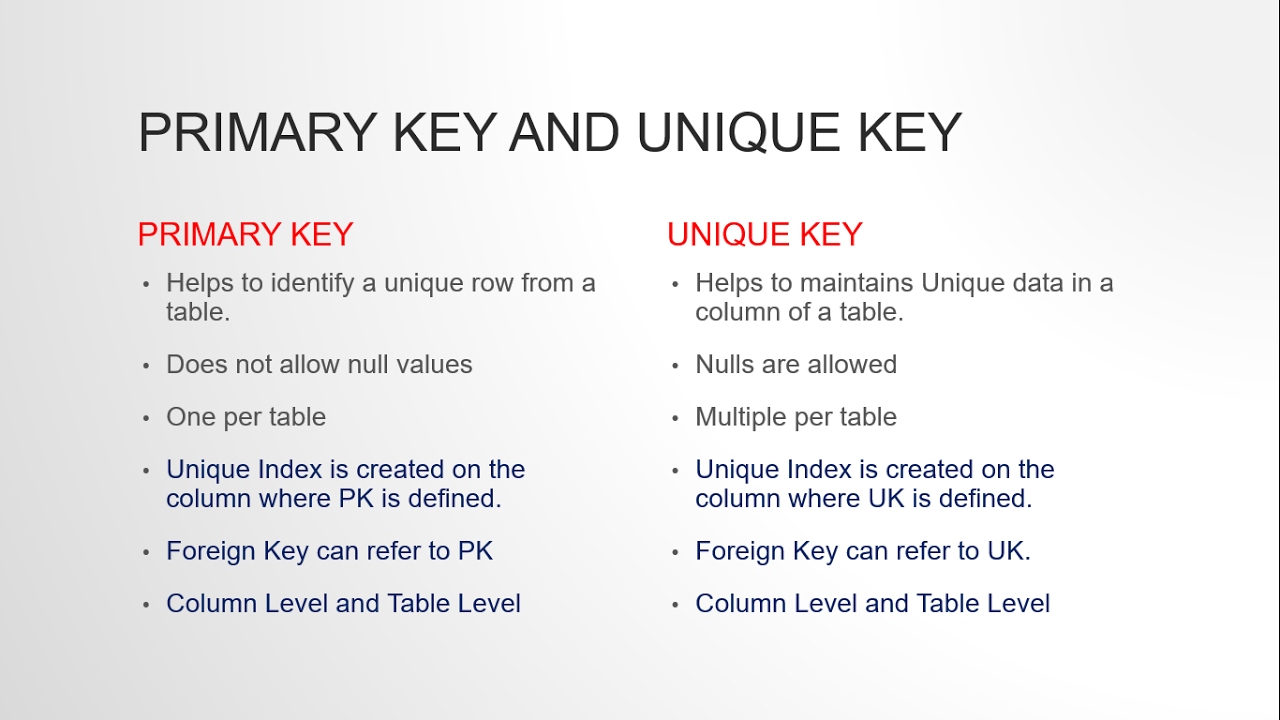 PRIMARY KEY AND UNIQUE KEY
PRIMARY KEY
• Helps to identify a unique row from a
table.
• Does not allow null values
• One per table
• Unique Index is created on the
column where PK is defined.
• Foreign Key can refer to PK
• Column Level and Table Level
UNIQUE KEY
• Helps to maintains Unique data in a
column of a table.
• Nulls are allowed
• Multiple per table
• Unique Index is created on the
column where UK is defined.
• Foreign Key can refer to UK.
• Column Level and Table Level